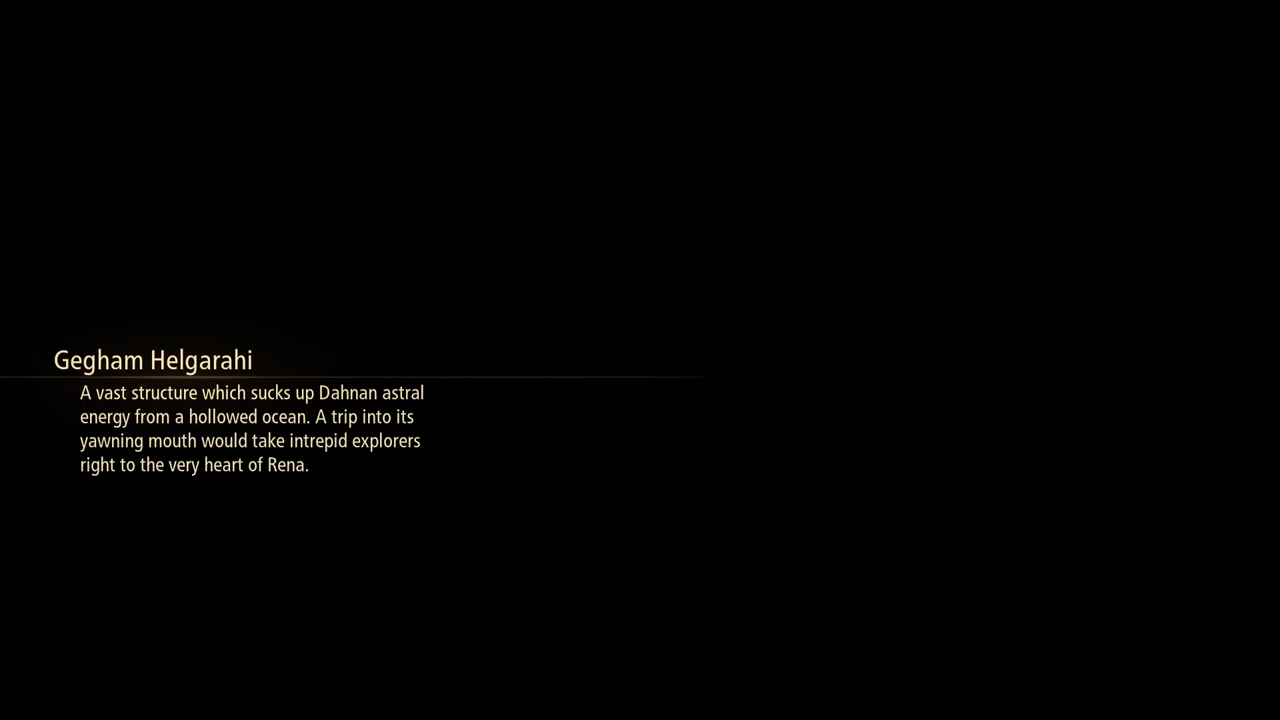 Gegham Helgarahi
A vast structure which sucks up Dahnan astral
energy from a hollowed ocean. A trip into its
yawning mouth would take intrepid explorers
right to the very heart of Rena.